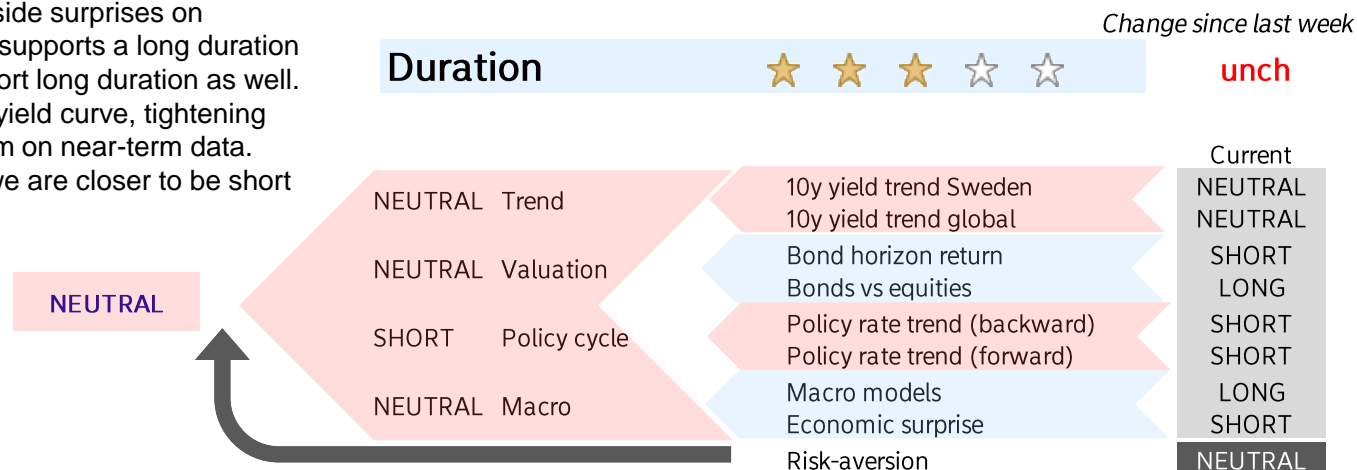 side surprises on
supports a long duration
ort long duration as well.
yield curve, tightening
m on near-term data.
we are closer to be short
Change since last week
Duration unch
Current
NEUTRAL Trend 10y yield trend Sweden NEUTRAL
10y yield trend global NEUTRAL
NEUTRAL Valuation Bond horizon return SHORT
Bonds vs equities LONG
NEUTRAL
SHORT Policy cycle Policy rate trend (backward) SHORT
Policy rate trend (forward) SHORT
NEUTRAL Macro Macro models LONG
Economic surprise SHORT
Risk-aversion NEUTRAL